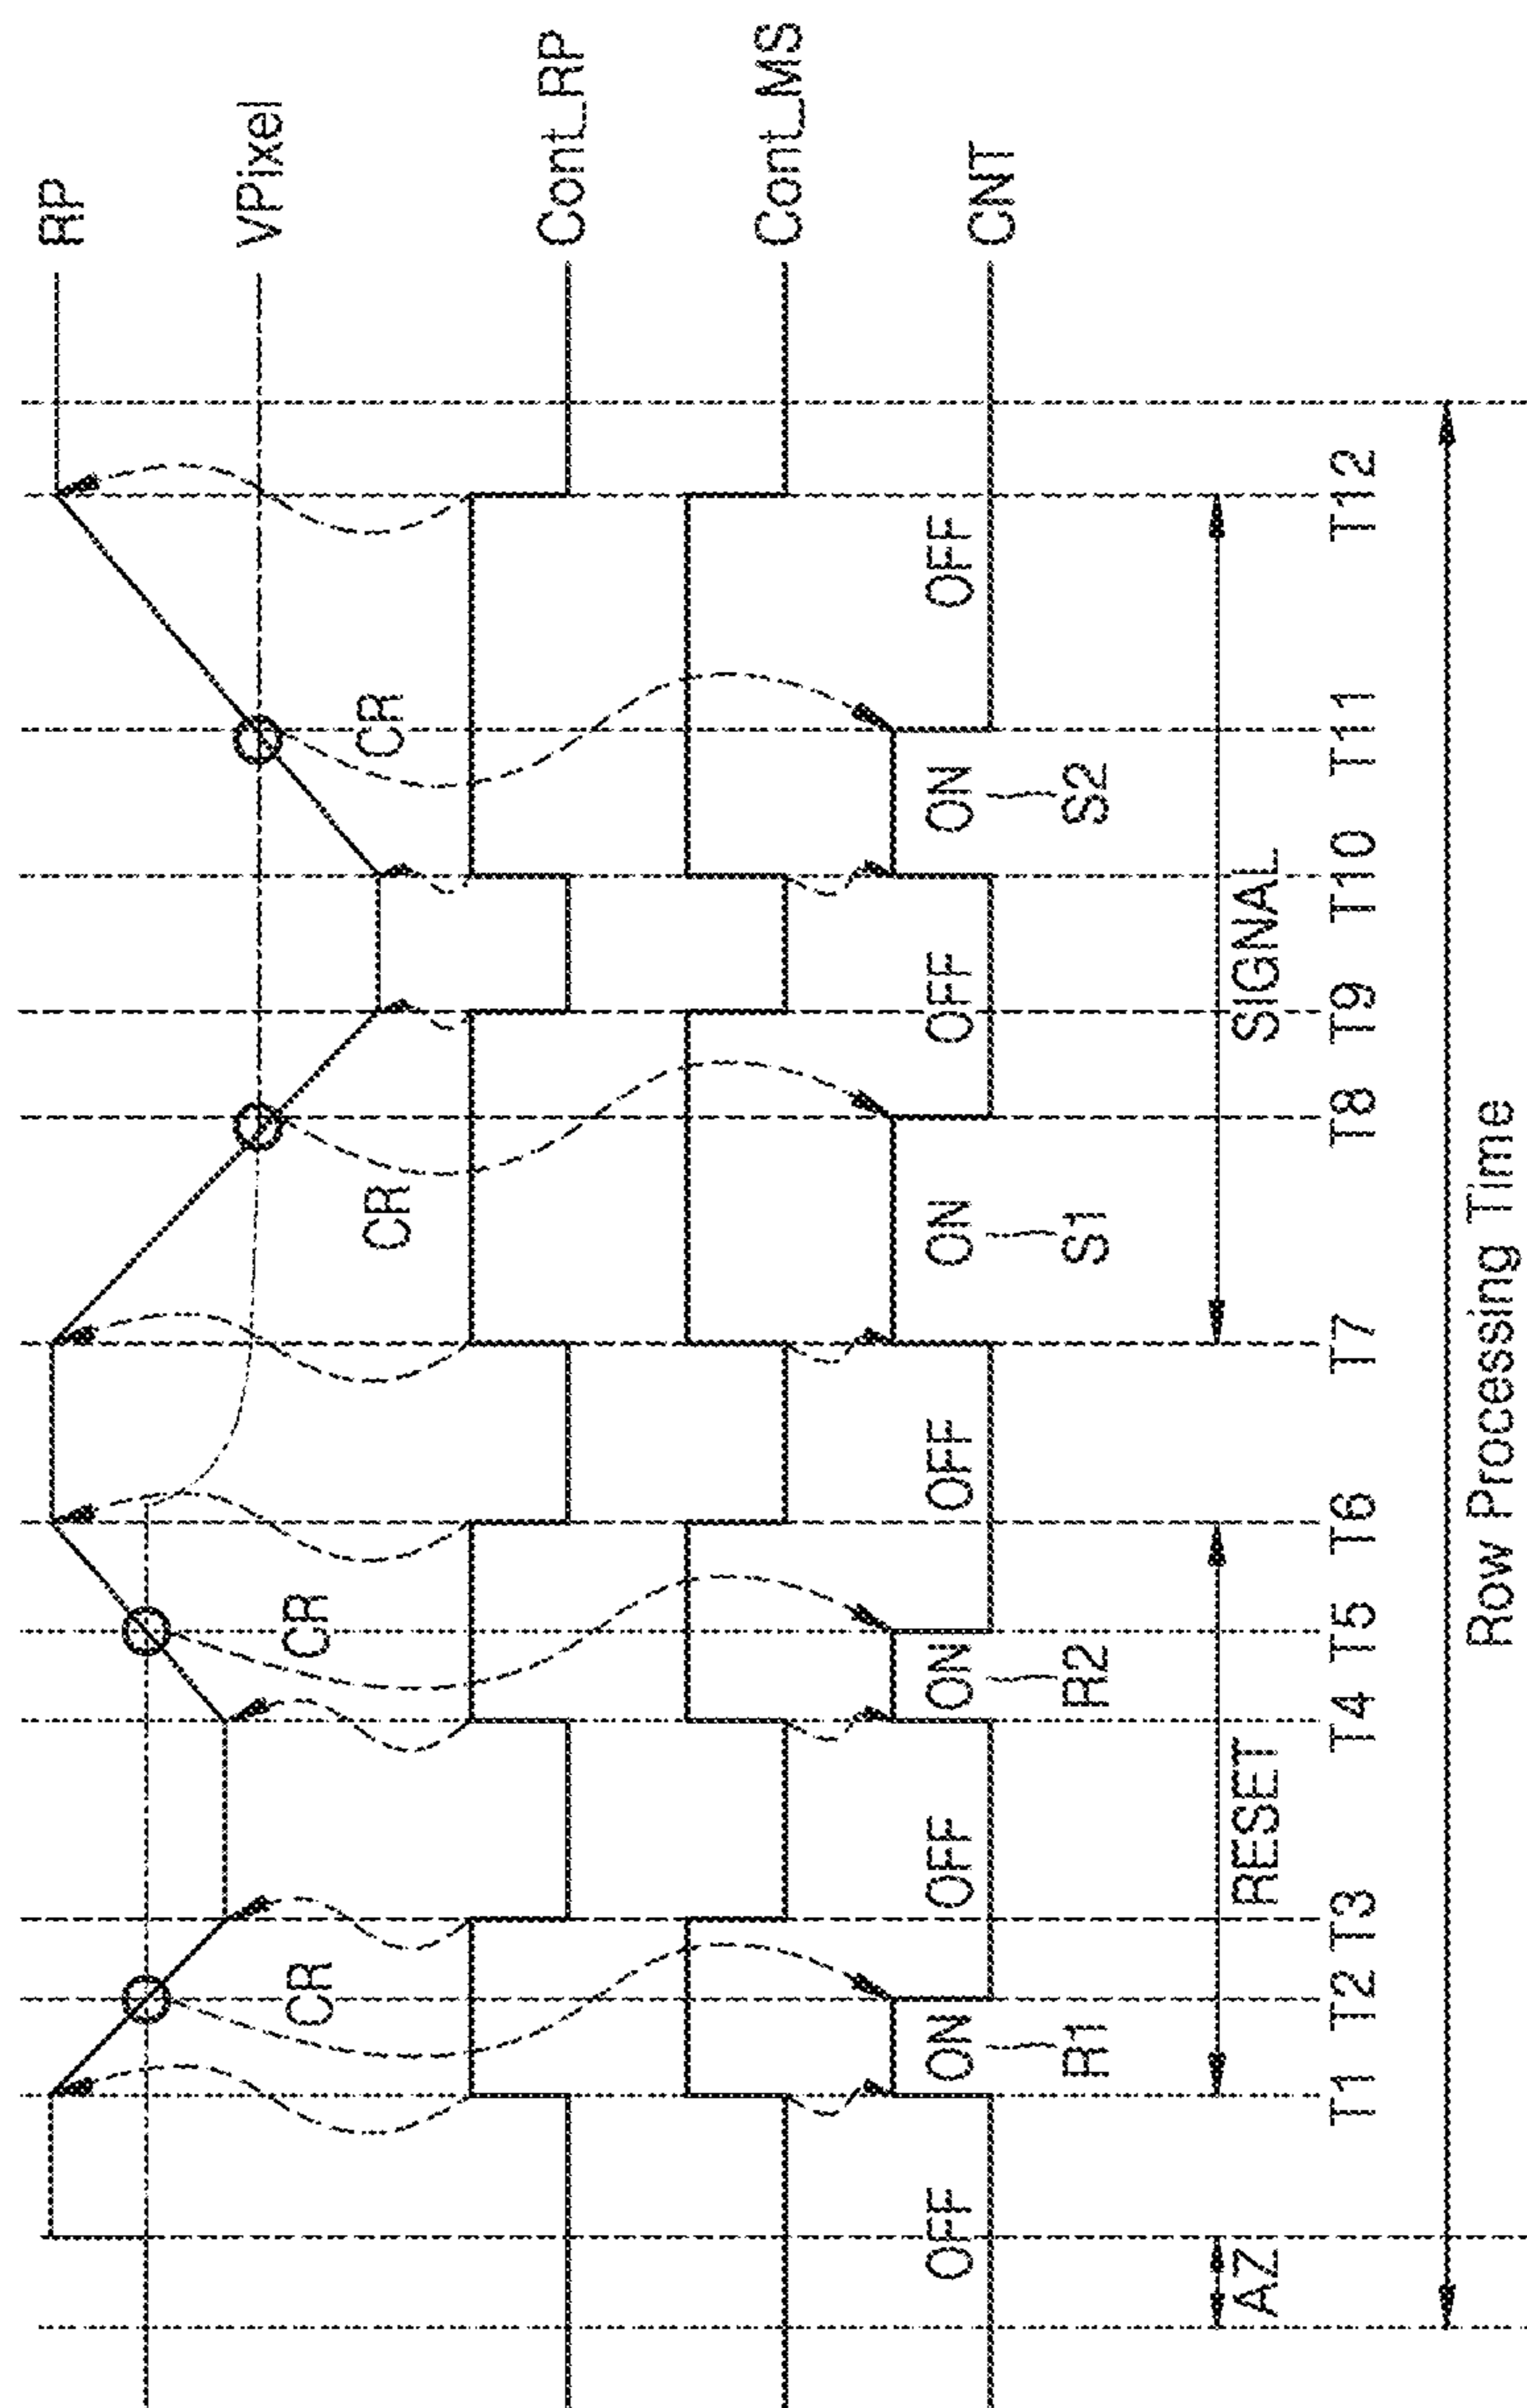 RP
VPixel
CR CR CR CR
Cont_RP
Cont_MS
OFF ON OFF ON OFF ON OFF ON OFF CNT
R1 R2 S1 S2
AZ RESET SIGNAL
T1 T2 T3 T4 T5 T6 T7 T8 T9 T10 T11 T12
Row Processing Time